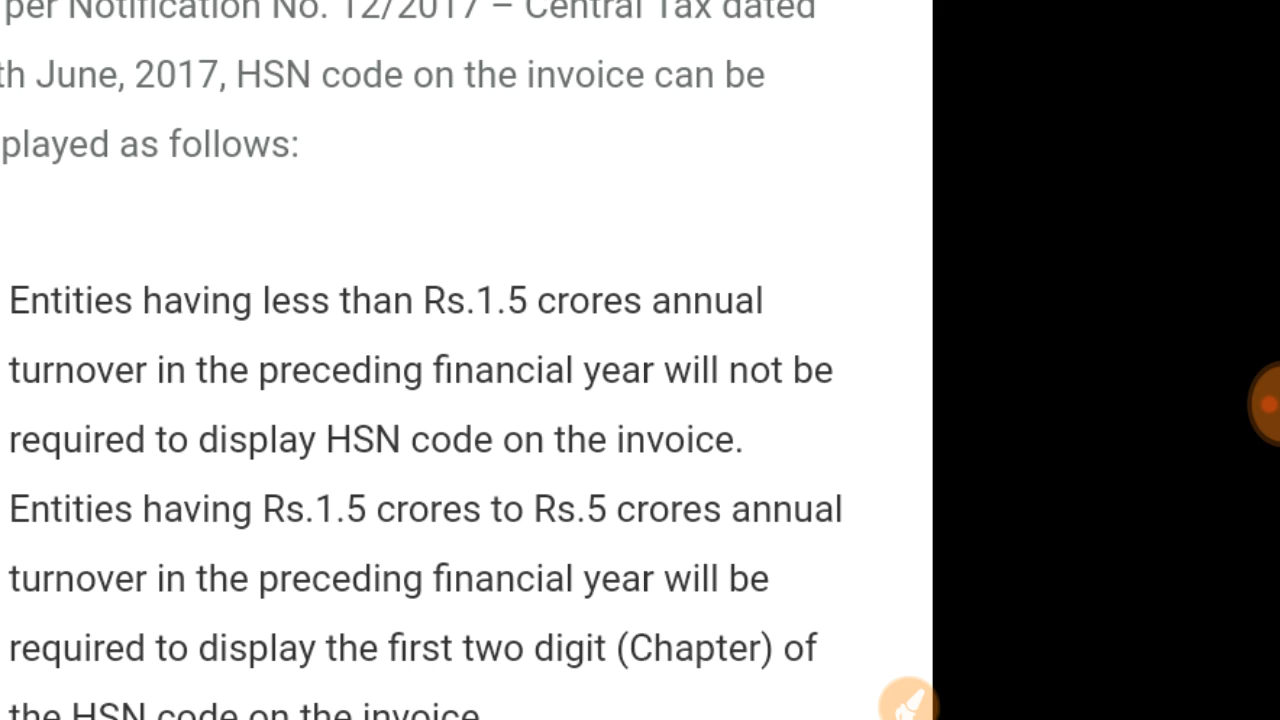 per Notification No. 12/2017 – Central Tax dated
th June, 2017, HSN code on the invoice can be
played as follows:
Entities having less than Rs.1.5 crores annual
turnover in the preceding financial year will not be
required to display HSN code on the invoice.
Entities having Rs.1.5 crores to Rs.5 crores annual
turnover in the preceding financial year will be
required to display the first two digit (Chapter) of
the HSN code on the invoice